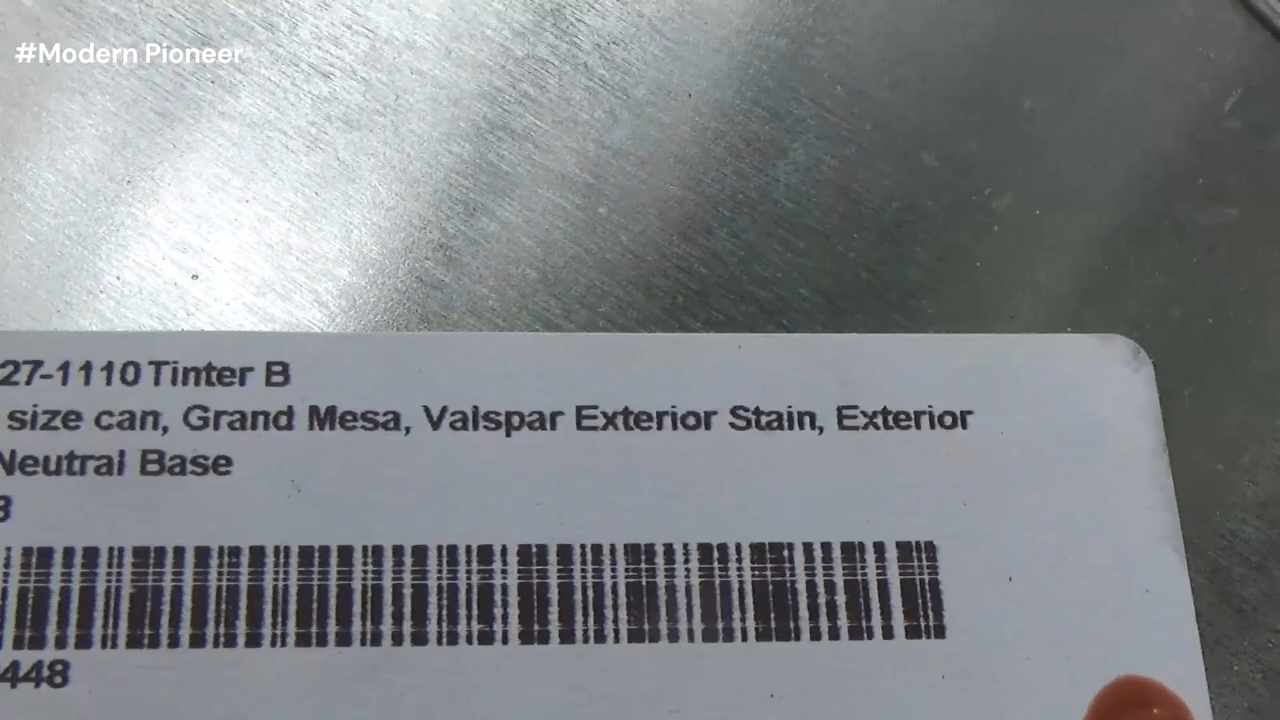 #Modern Pioneer
27-1110 Tinter B
size can, Grand Mesa, Valspar Exterior Stain, Exterior
Neutral Base
448